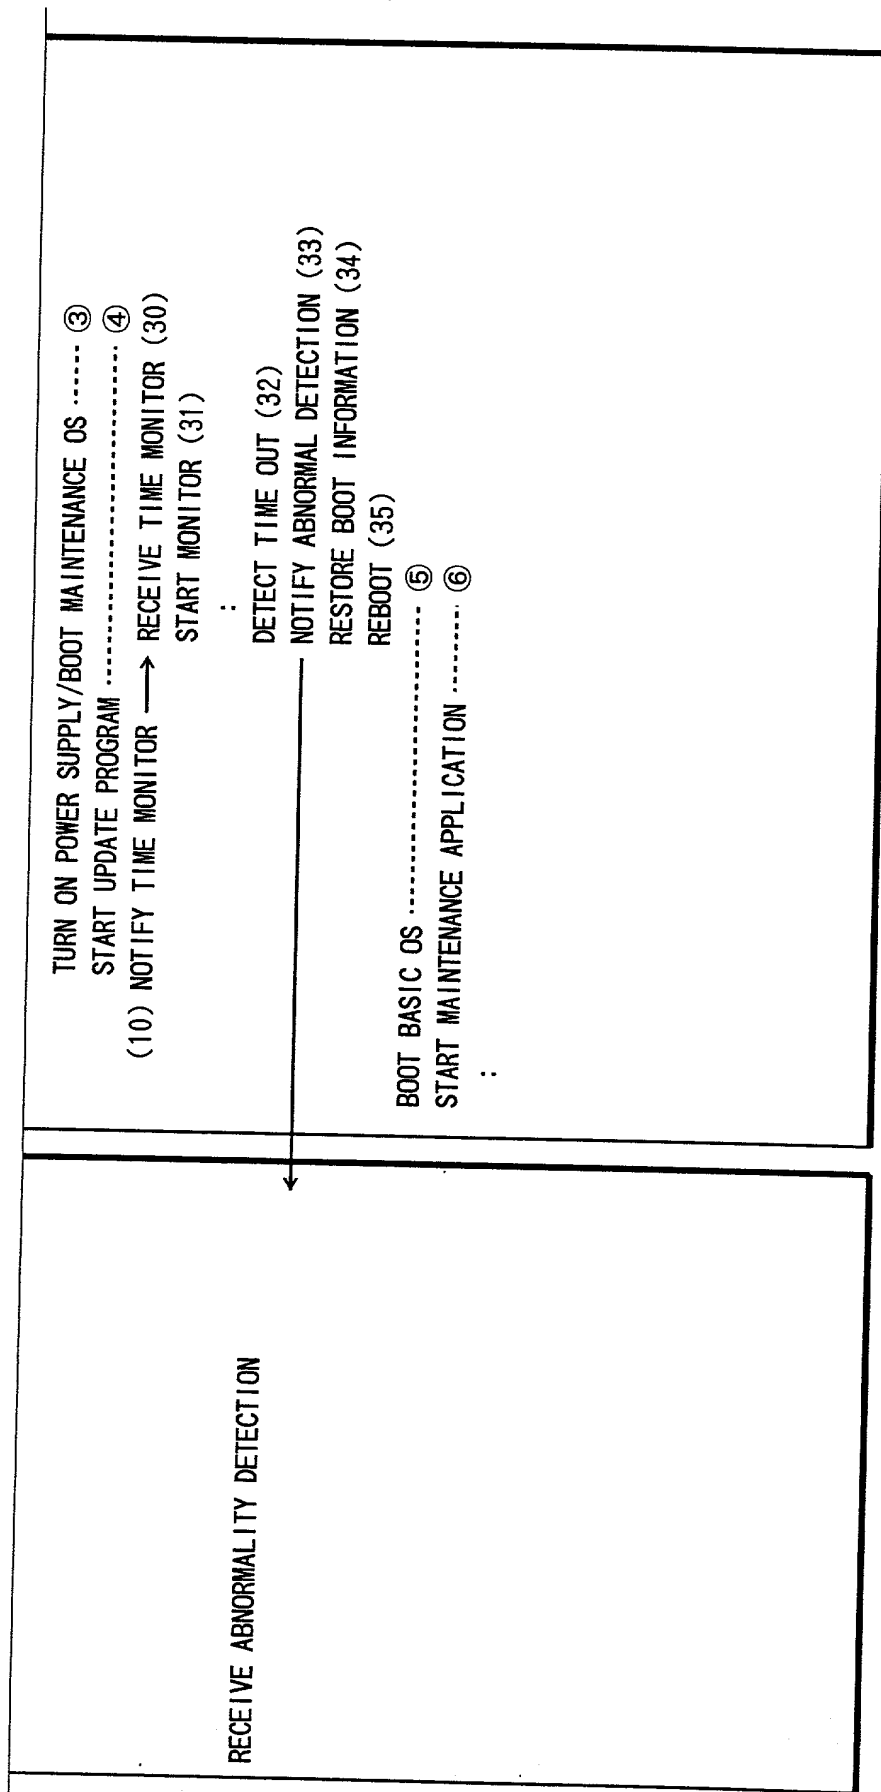 TURN ON POWER SUPPLY/BOOT MAINTENANCE OS ------ ③
START UPDATE PROGRAM ---------------------------------- ④
(10) NOTIFY TIME MONITOR ⟶ RECEIVE TIME MONITOR (30)
START MONITOR (31)
:
RECEIVE ABNORMALITY DETECTION
DETECT TIME OUT (32)
NOTIFY ABNORMAL DETECTION (33)
RESTORE BOOT INFORMATION (34)
REBOOT (35)
BOOT BASIC OS ---------------------------------- ⑤
START MAINTENANCE APPLICATION --------- ⑥
: